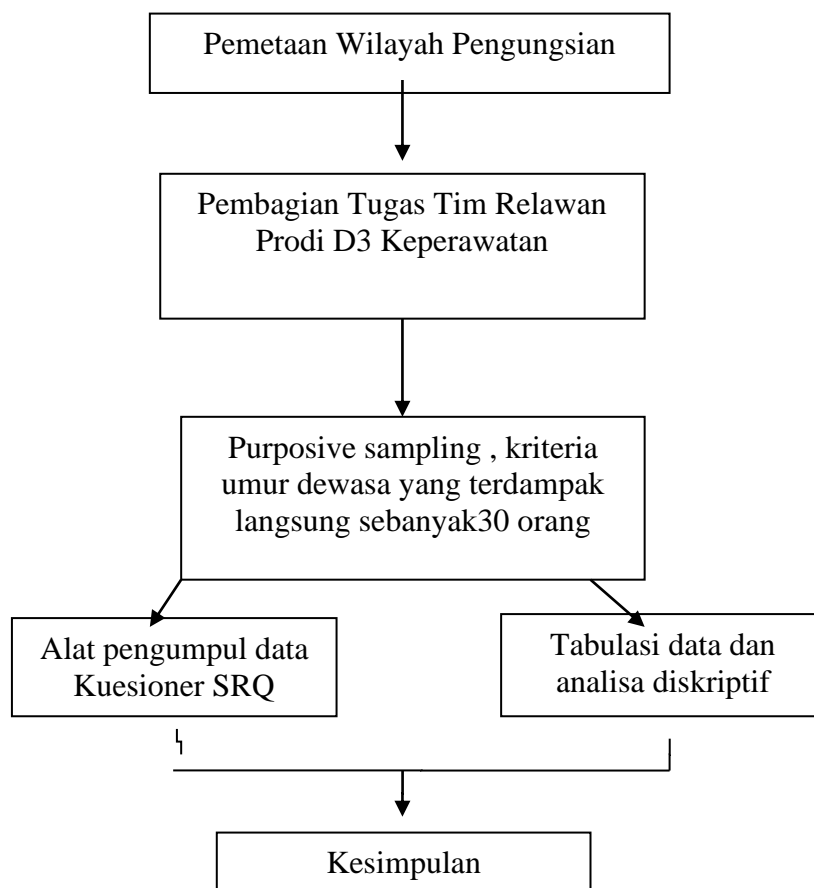 Pemetaan Wilayah Pengungsian
Pembagian Tugas Tim Relawan
Prodi D3 Keperawatan
Purposive sampling , kriteria
umur dewasa yang terdampak
langsung sebanyak30 orang
Alat pengumpul data
Kuesioner SRQ
Tabulasi data dan
analisa diskriptif
Kesimpulan